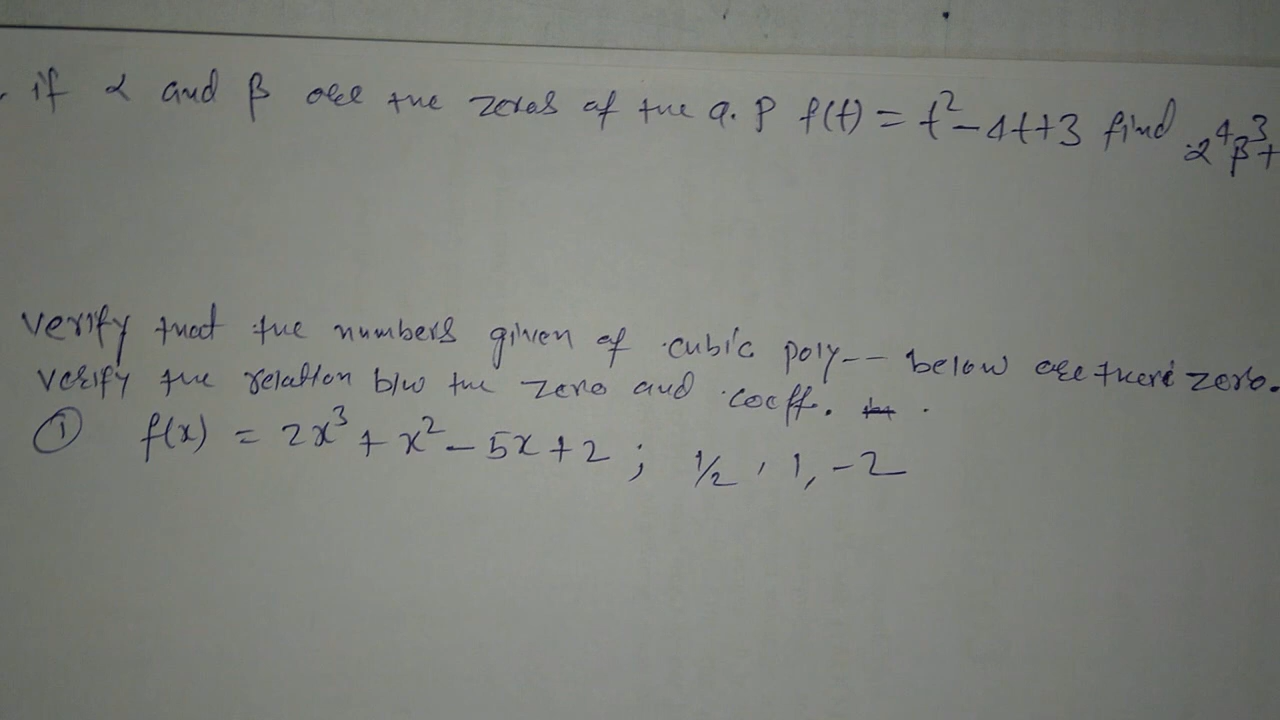 . if α and β are the zeros of the q. p f(t) = t² - 4t+3 find α⁴β³+
verify that the numbers given of cubic poly-- below are there zero.
verify the relation b/w the zero and coeff.
① f(x) = 2x³ + x² - 5x + 2 ; 1/2 , 1, -2